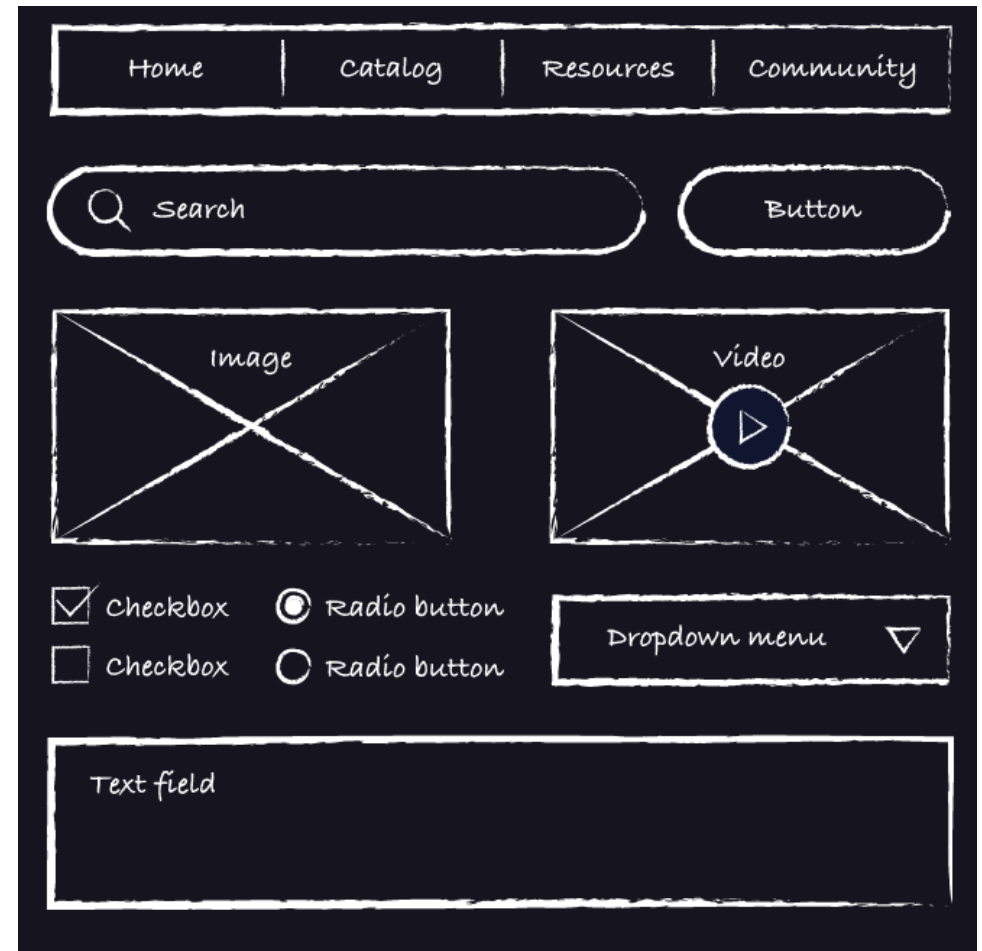 Home Catalog Resources Community
Search Button
Image Video
Checkbox Radio button
Dropdown menu
Checkbox Radio button
Text field